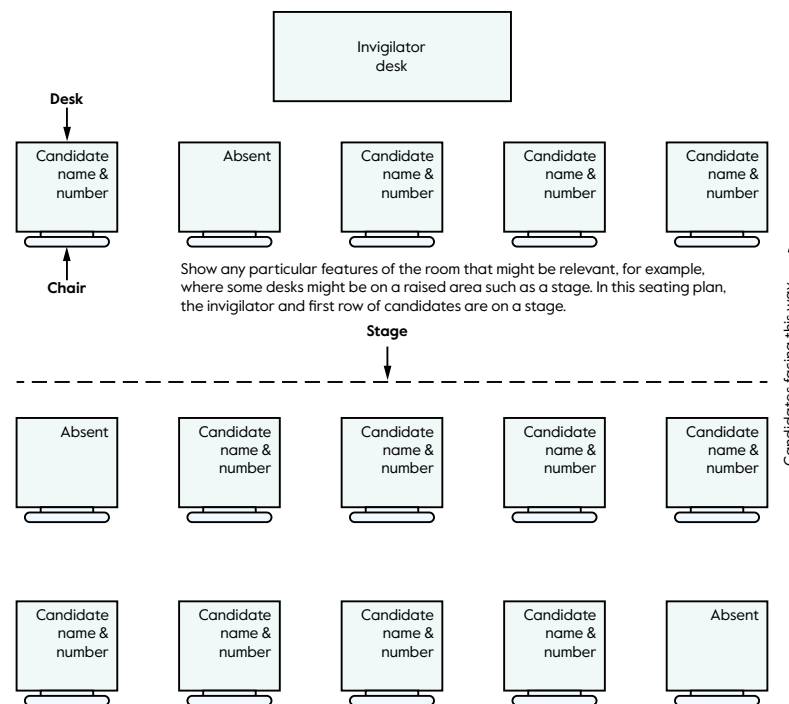 Invigilator
desk
Desk
Candidate
name &
number
Absent
Candidate
name &
number
Candidate
name &
number
Candidate
name &
number
Chair
Show any particular features of the room that might be relevant, for example,
where some desks might be on a raised area such as a stage. In this seating plan,
the invigilator and first row of candidates are on a stage.
Stage
Candidates facing this way
Absent
Candidate
name &
number
Candidate
name &
number
Candidate
name &
number
Candidate
name &
number
Candidate
name &
number
Candidate
name &
number
Candidate
name &
number
Candidate
name &
number
Absent